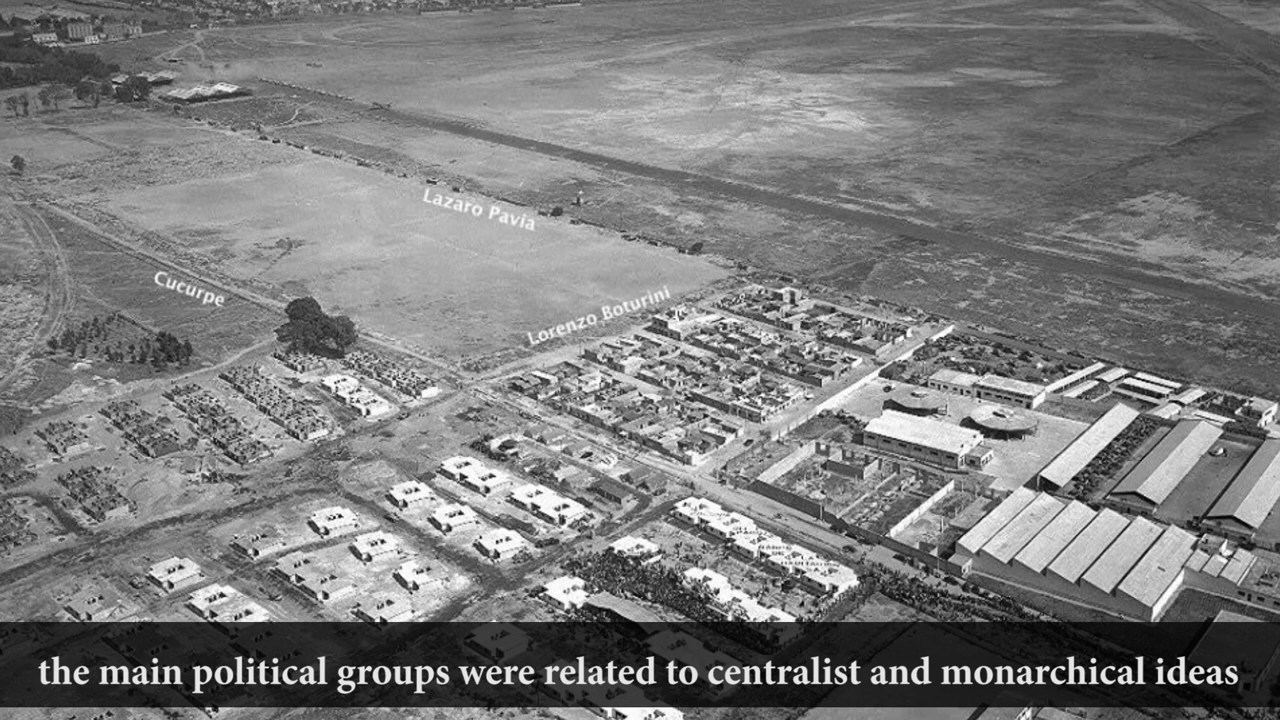 Lazaro Pavia
Cucurpe
Lorenzo Boturini
the main political groups were related to centralist and monarchical ideas